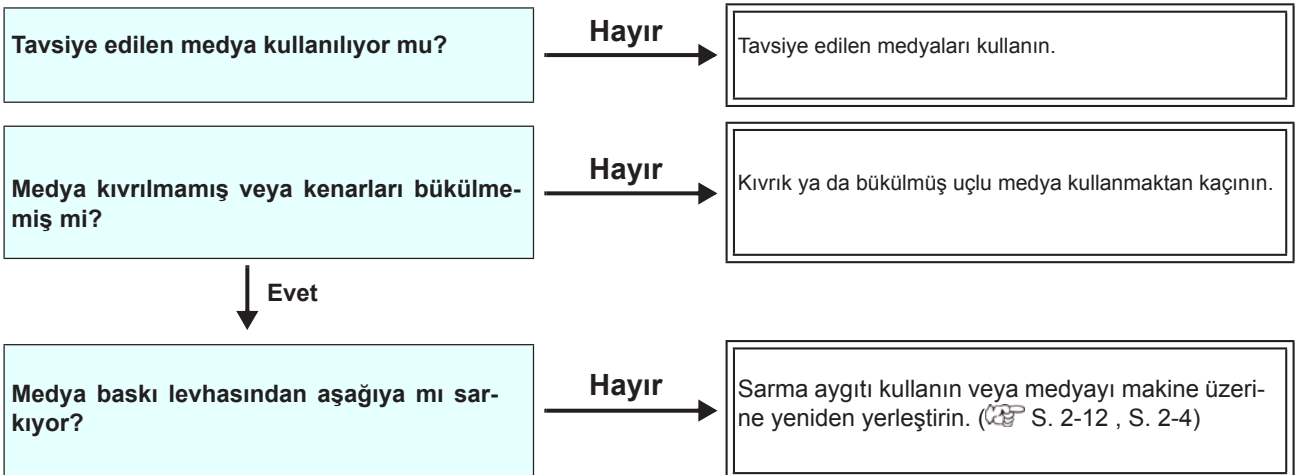 Tavsiye edilen medya kullanılıyor mu?
Hayır
Tavsiye edilen medyaları kullanın.
Medya kıvrılmamış veya kenarları bükülme-
miş mi?
Hayır
Kıvrık ya da bükülmüş uçlu medya kullanmaktan kaçının.
Evet
Medya baskı levhasından aşağıya mı sar-
kıyor?
Hayır
Sarma aygıtı kullanın veya medyayı makine üzeri-
ne yeniden yerleştirin. ( S. 2-12 , S. 2-4)